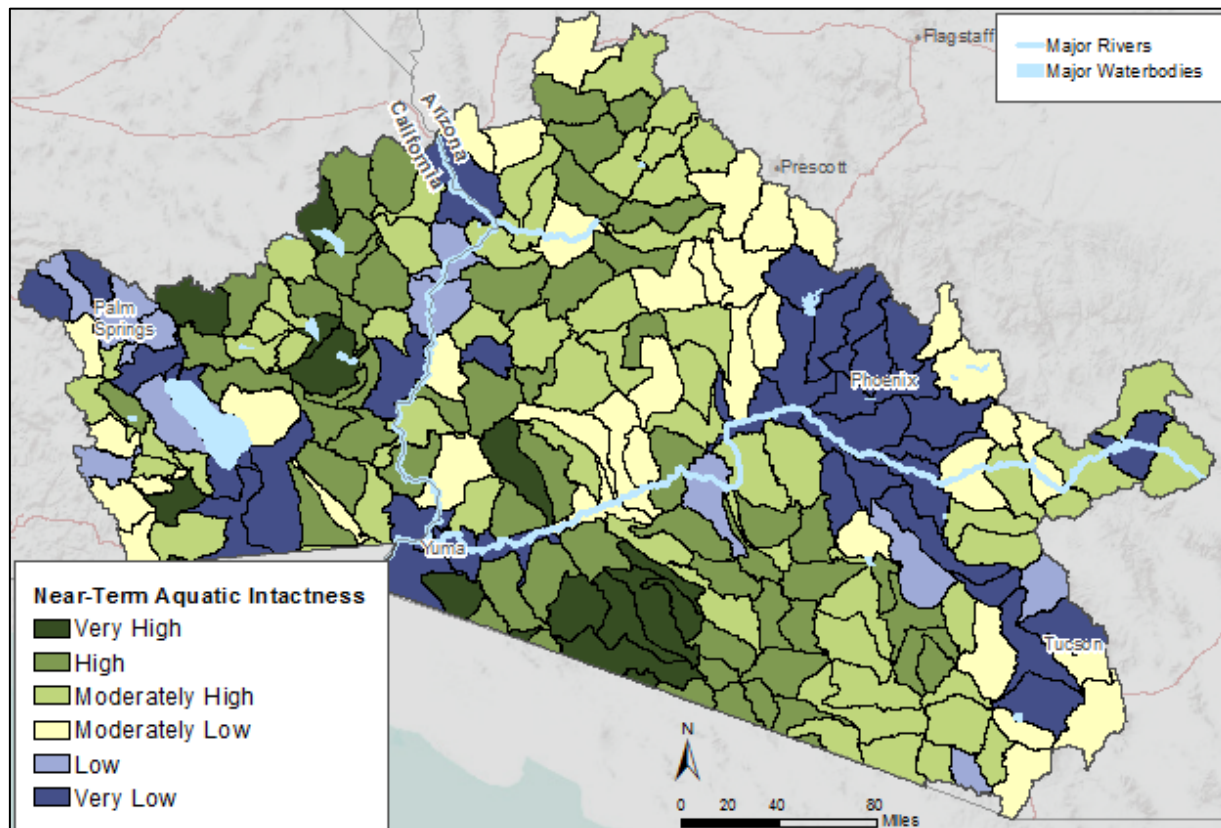 Flagstaff
Major Rivers
Major Waterbodies
Arizona
California
Prescott
Palm
Springs
Phoenix
Yuma
Tucson
Near-Term Aquatic Intactness
Very High
High
Moderately High
Moderately Low
Low
Very Low
N
0 20 40 80
Miles